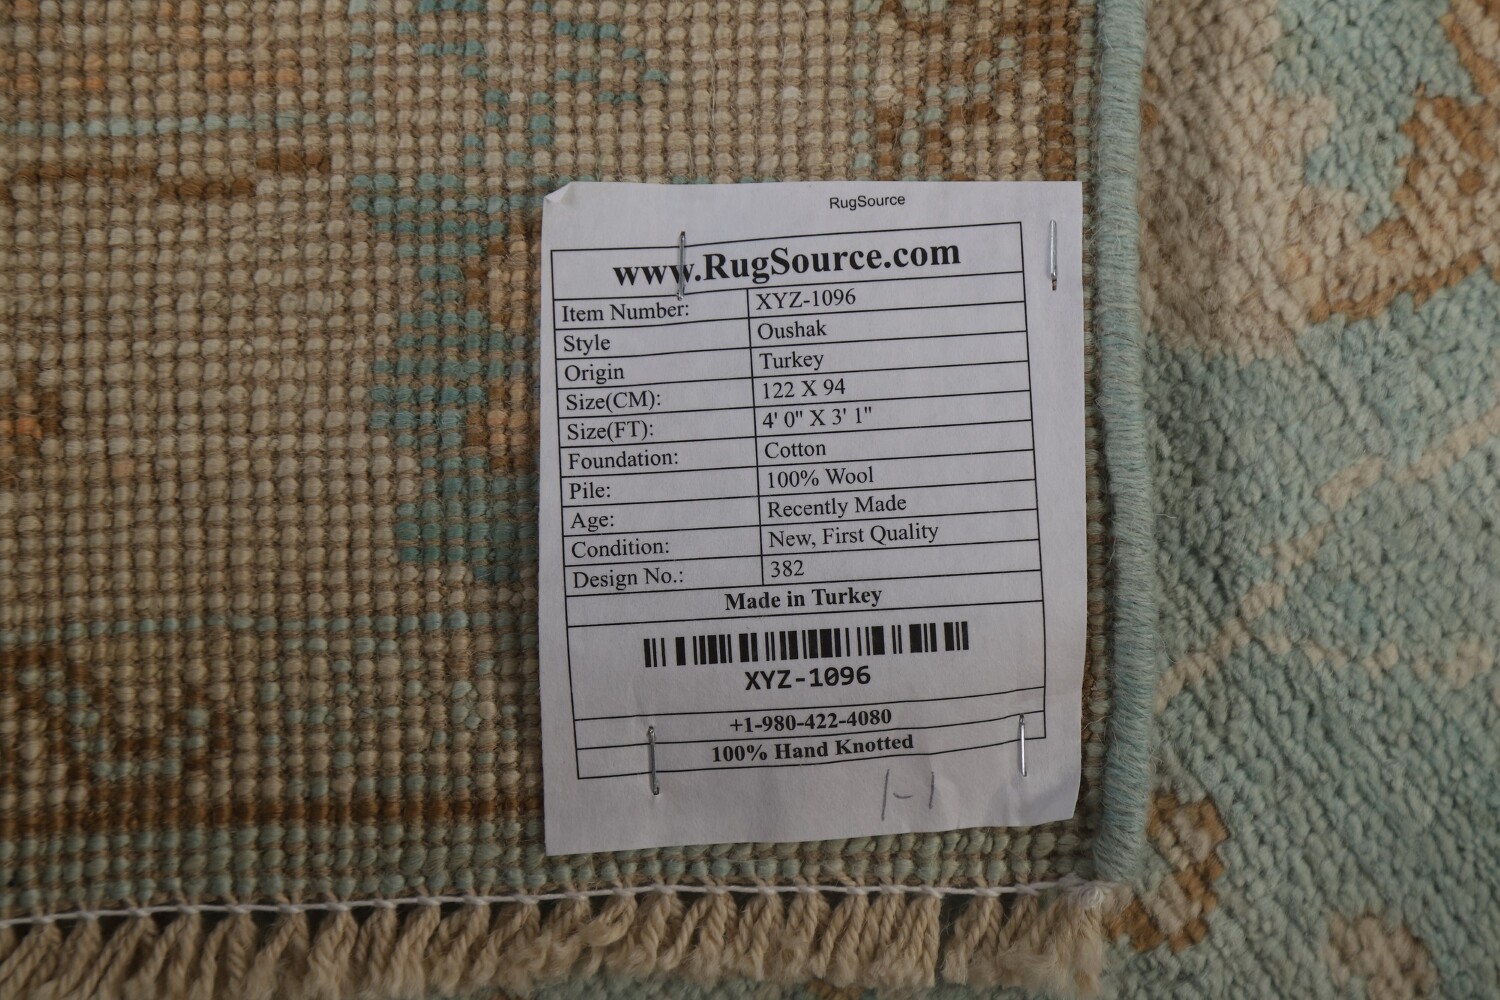 RugSource
www.RugSource.com
Item Number: XYZ-1096
Style Oushak
Origin Turkey
Size(CM): 122 X 94
Size(FT): 4' 0" X 3' 1"
Foundation: Cotton
Pile: 100% Wool
Age: Recently Made
Condition: New, First Quality
Design No.: 382
Made in Turkey
XYZ-1096
+1-980-422-4080
100% Hand Knotted
1-1